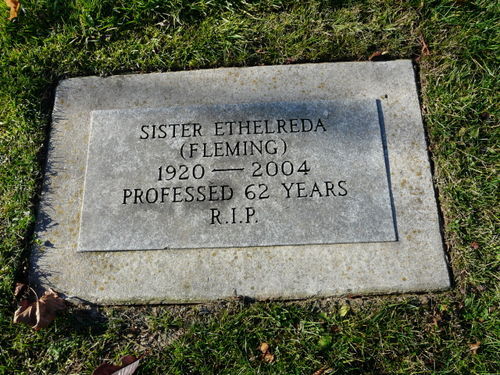 SISTER ETHELREDA
(FLEMING)
1920 — 2004
PROFESSED 62 YEARS
R.I.P.